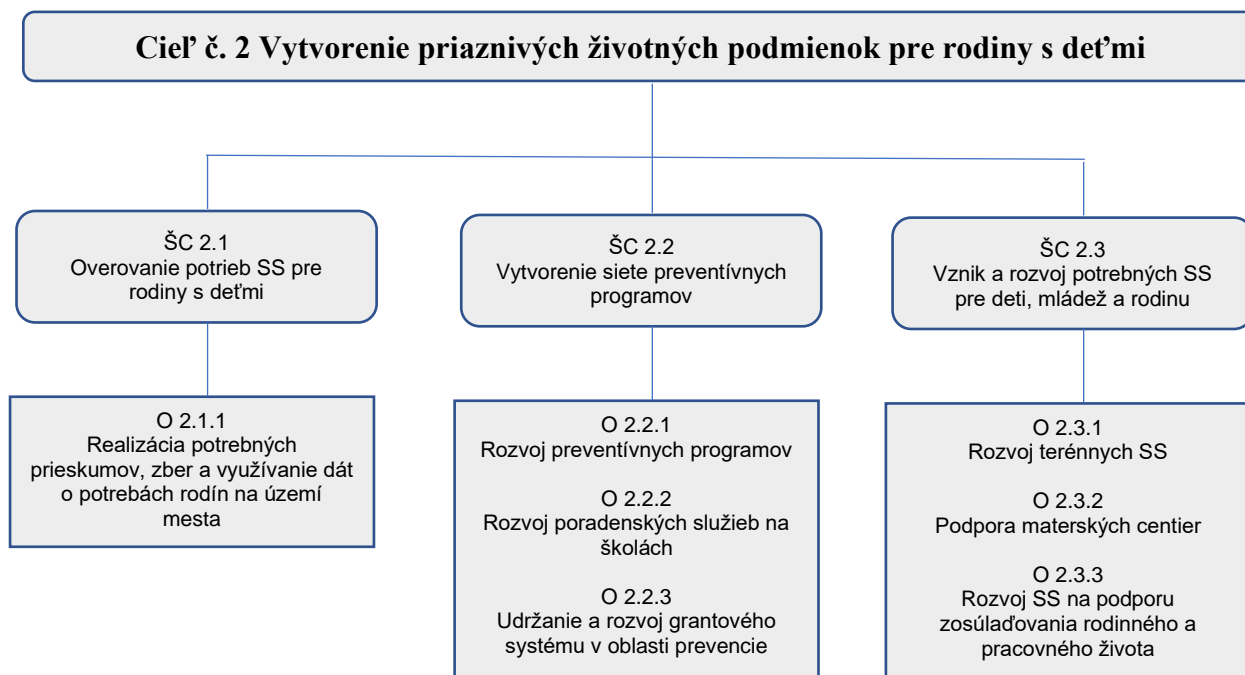 Cieľ č. 2 Vytvorenie priaznivých životných podmienok pre rodiny s deťmi
ŠC 2.1
Overovanie potrieb SS pre
rodiny s deťmi
ŠC 2.2
Vytvorenie siete preventívnych
programov
ŠC 2.3
Vznik a rozvoj potrebných SS
pre deti, mládež a rodinu
O 2.1.1
Realizácia potrebných
prieskumov, zber a využívanie dát
o potrebách rodín na území
mesta
O 2.2.1
Rozvoj preventívnych programov
O 2.2.2
Rozvoj poradenských služieb na
školách
O 2.2.3
Udržanie a rozvoj grantového
systému v oblasti prevencie
O 2.3.1
Rozvoj terénnych SS
O 2.3.2
Podpora materských centier
O 2.3.3
Rozvoj SS na podporu
zosúlaďovania rodinného a
pracovného života